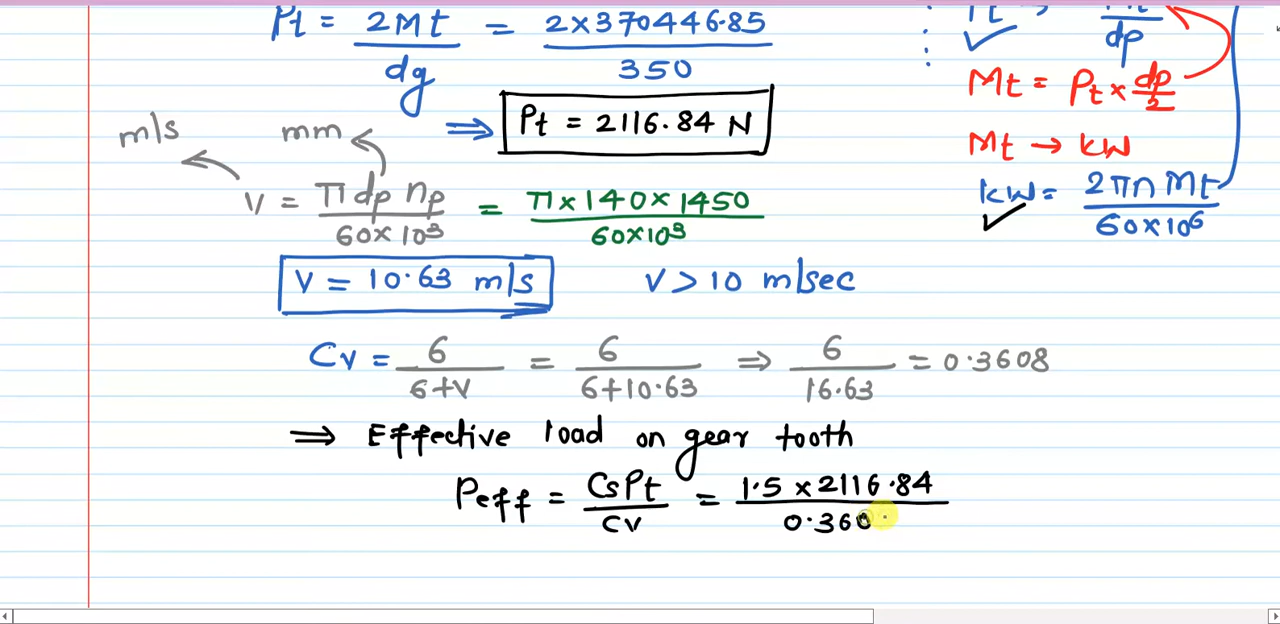 Pt = 2Mt / dg = 2×370446.85 / 350
⇒ Pt = 2116.84 N
m/s mm
V = π dp np / 60×10³ = π×140×1450 / 60×10³
V = 10.63 m/s V > 10 m/sec
Cv = 6 / 6+V = 6 / 6+10.63 ⇒ 6 / 16.63 = 0.3608
⇒ Effective load on gear tooth
Peff = CsPt / Cv = 1.5 × 2116.84 / 0.360
dp
Mt = Pt × dp/2
Mt → kW
kW = 2πn Mt / 60×10⁶